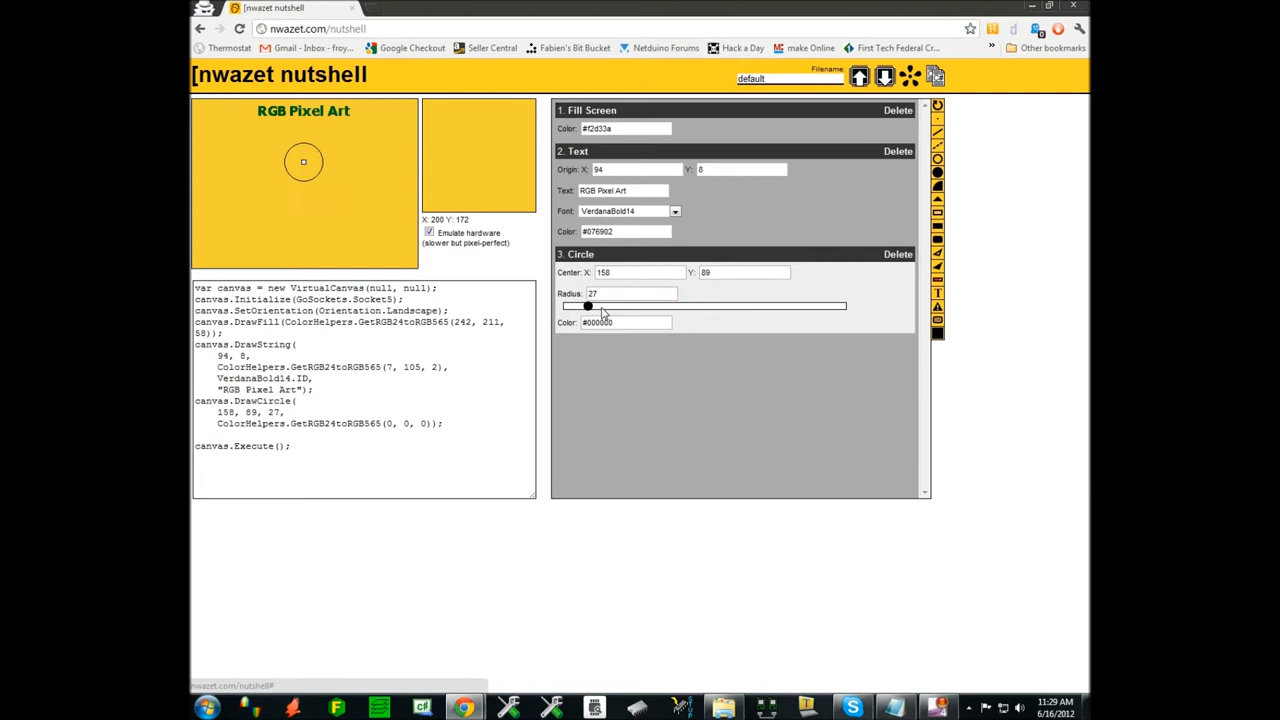 [nwazet nutshell
nwazet.com/nutshell
Thermostat
Gmail - Inbox - froy...
Google Checkout
Seller Central
Fabien's Bit Bucket
Netduino Forums
Hack a Day
make Online
First Tech Federal Cr...
»
Other bookmarks
[nwazet nutshell
Filename:
default
RGB Pixel Art
X: 200 Y: 172
Emulate hardware
(slower but pixel-perfect)
var canvas = new VirtualCanvas(null, null);
canvas.Initialize(GoSockets.Socket5);
canvas.SetOrientation(Orientation.Landscape);
canvas.DrawFill(ColorHelpers.GetRGB24toRGB565(242, 211,
58));
canvas.DrawString(
94, 8,
ColorHelpers.GetRGB24toRGB565(7, 105, 2),
VerdanaBold14.ID,
"RGB Pixel Art");
canvas.DrawCircle(
158, 89, 27,
ColorHelpers.GetRGB24toRGB565(0, 0, 0));
canvas.Execute();
1. Fill Screen Delete
Color: #f2d33a
2. Text Delete
Origin: X: 94 Y: 8
Text: RGB Pixel Art
Font: VerdanaBold14
Color: #076902
3. Circle Delete
Center: X: 158 Y: 89
Radius: 27
Color: #000000
T
nwazet.com/nutshell#
11:29 AM
6/16/2012